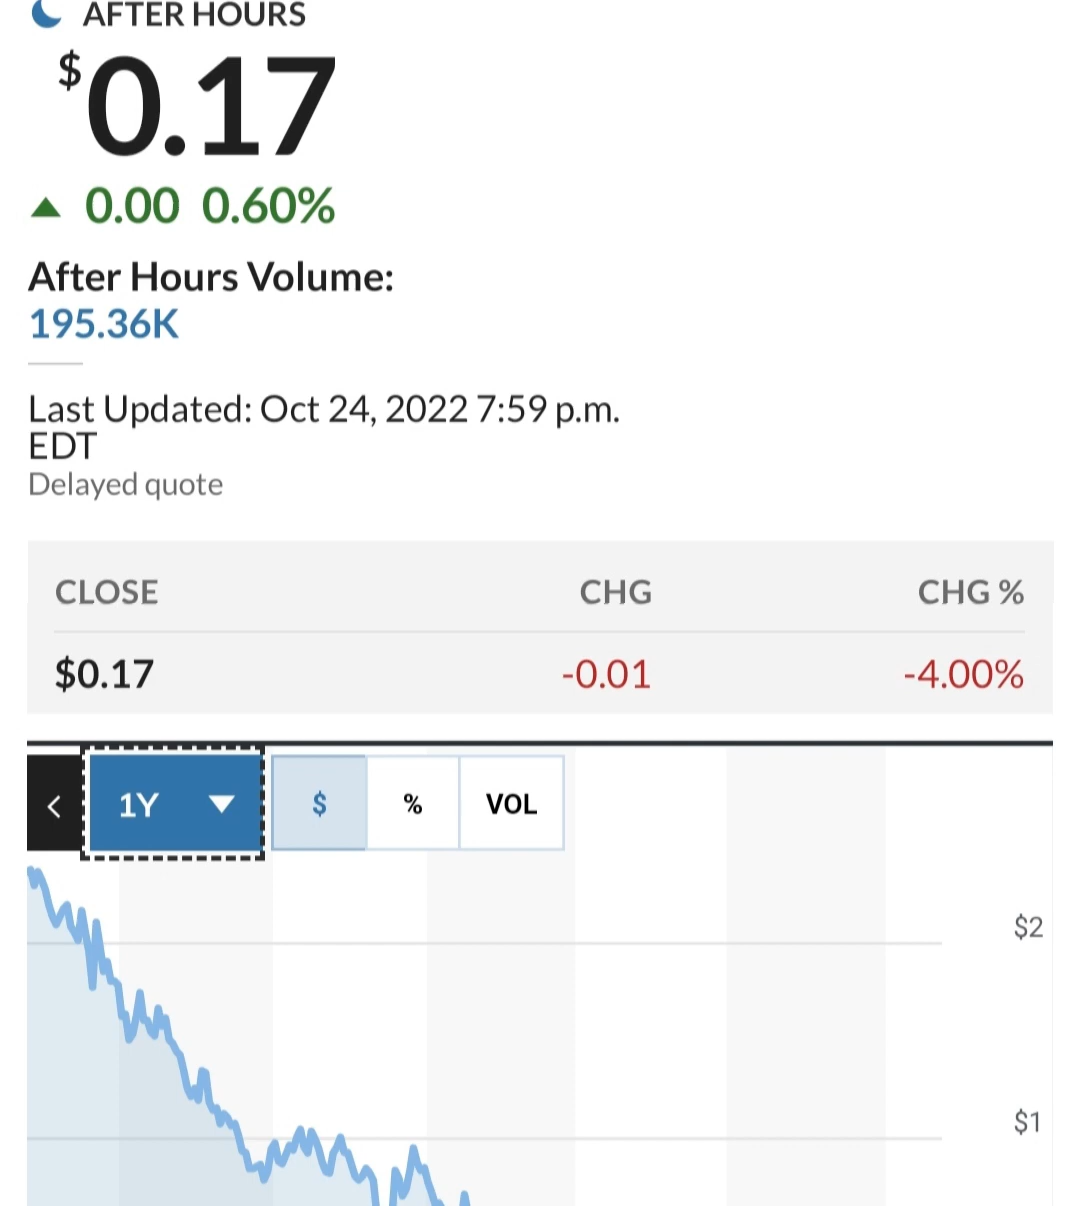 AFTER HOURS
$0.17
0.00 0.60%
After Hours Volume:
195.36K
Last Updated: Oct 24, 2022 7:59 p.m.
EDT
Delayed quote
CLOSE CHG CHG %
$0.17 -0.01 -4.00%
1Y $ % VOL
$2
$1